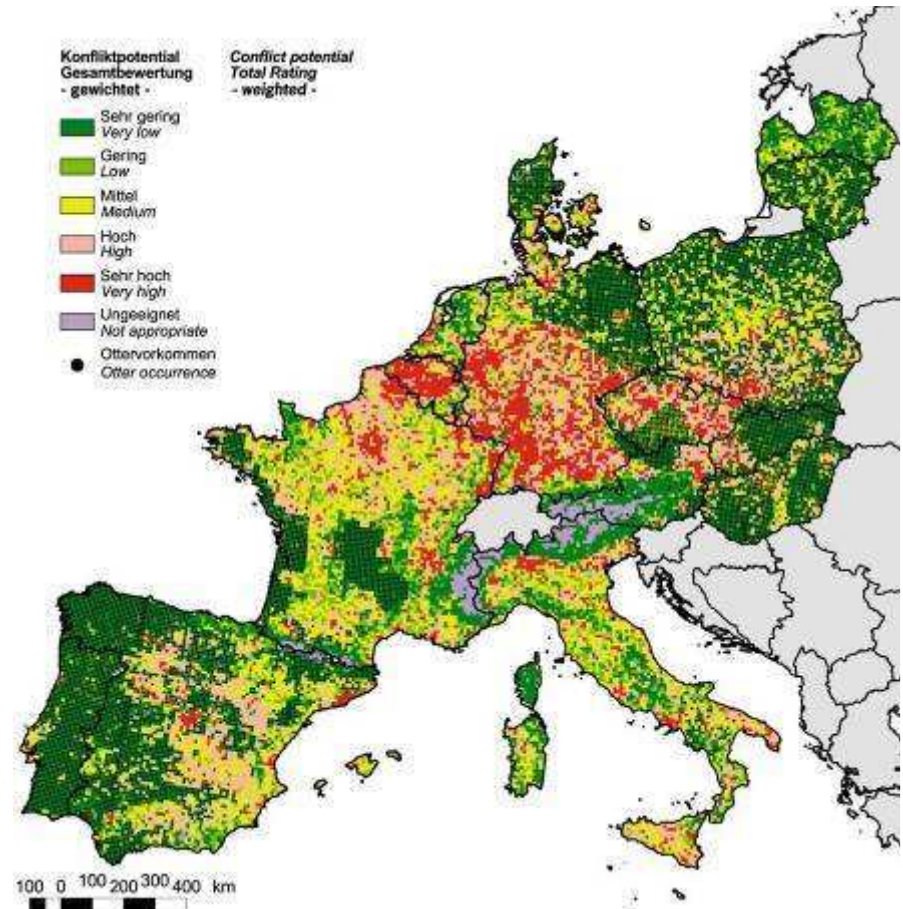 Konfliktpotential
Gesamtbewertung
- gewichtet -
Conflict potential
Total Rating
- weighted -
Sehr gering
Very low
Gering
Low
Mittel
Medium
Hoch
High
Sehr hoch
Very high
Ungeeignet
Not appropriate
Ottervorkommen
Otter occurrence
100 0 100 200 300 400 km